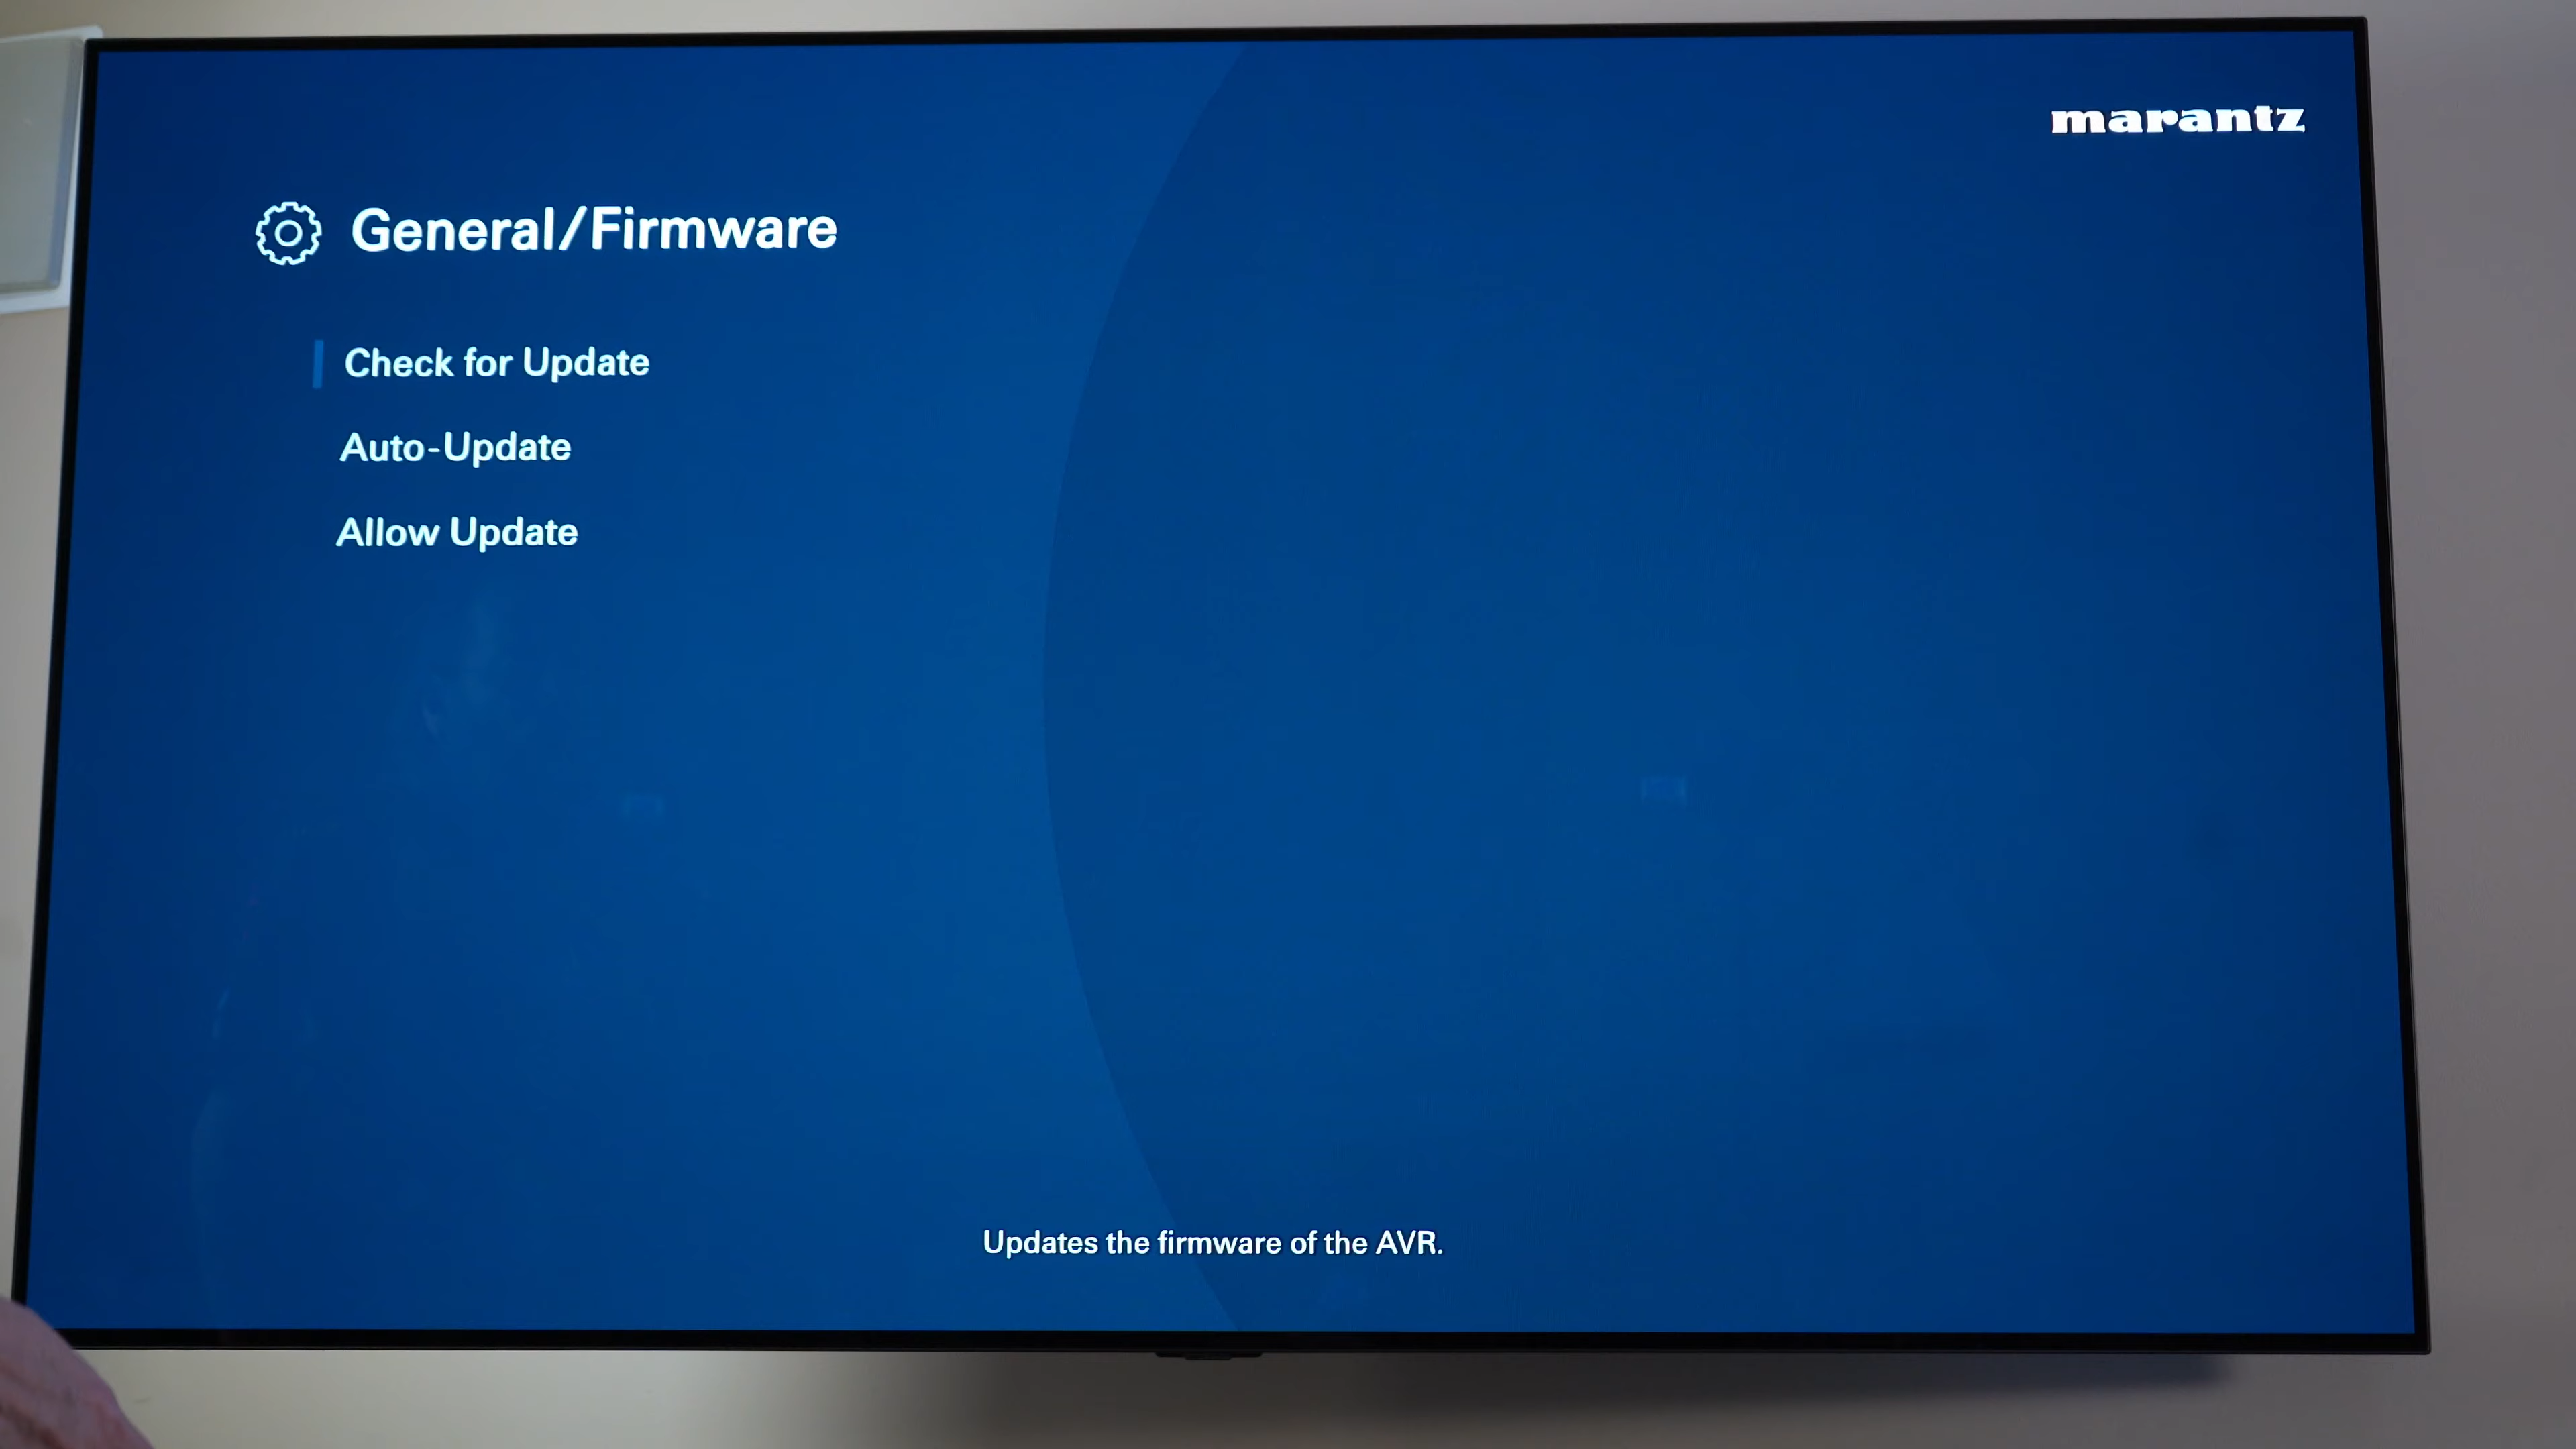 marantz
General/Firmware
Check for Update
Auto-Update
Allow Update
Updates the firmware of the AVR.